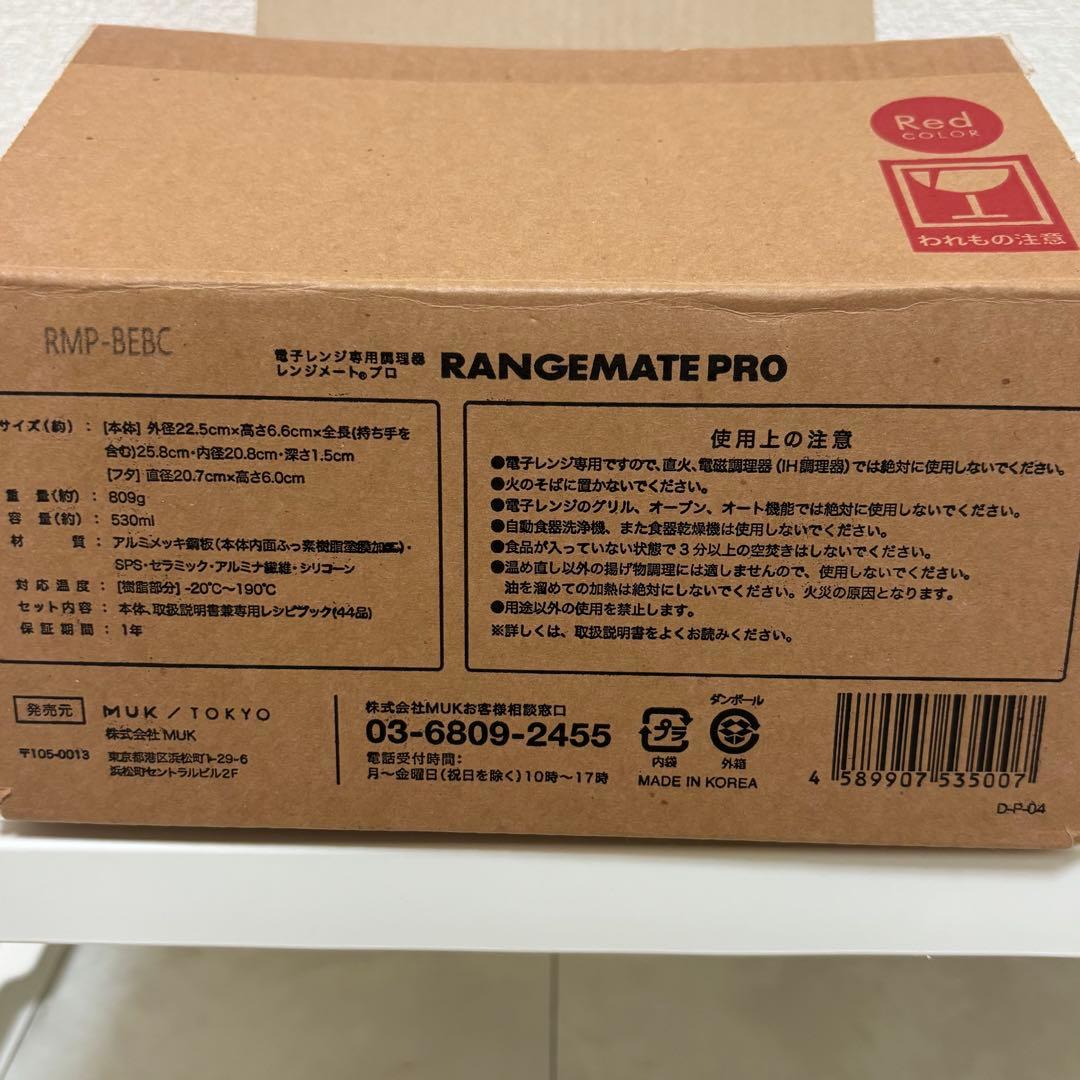 Red
COLOR
われもの注意
RMP-BEBC
電子レンジ専用調理器
レンジメート®プロ
RANGEMATE PRO
サイズ(約) : [本体] 外径22.5cm×高さ6.6cm×全長(持ち手を
含む)25.8cm・内径20.8cm・深さ1.5cm
[フタ] 直径20.7cm×高さ6.0cm
重量(約) : 809g
容量(約) : 530ml
材質 : アルミメッキ鋼板(本体内面ふっ素樹脂塗膜加工)・
SPS・セラミック・アルミナ繊維・シリコーン
対応温度 : [樹脂部分] -20℃〜190℃
セット内容 : 本体、取扱説明書兼専用レシピブック(44品)
保証期間 : 1年
使用上の注意
●電子レンジ専用ですので、直火、電磁調理器(IH調理器)では絶対に使用しないでください。
●火のそばに置かないでください。
●電子レンジのグリル、オーブン、オート機能では絶対に使用しないでください。
●自動食器洗浄機、また食器乾燥機は使用しないでください。
●食品が入っていない状態で3分以上の空焚きはしないでください。
●温め直し以外の揚げ物調理には適しませんので、使用しないでください。
油を溜めての加熱は絶対にしないでください。火災の原因となります。
●用途以外の使用を禁止します。
※詳しくは、取扱説明書をよくお読みください。
発売元
MUK / TOKYO
株式会社MUK
〒105-0013
東京都港区浜松町1-29-6
浜松町セントラルビル2F
株式会社MUKお客様相談窓口
03-6809-2455
電話受付時間:
月〜金曜日(祝日を除く)10時〜17時
プラ
内袋
ダンボール
外箱
MADE IN KOREA
4 589907 535007
D-P-04